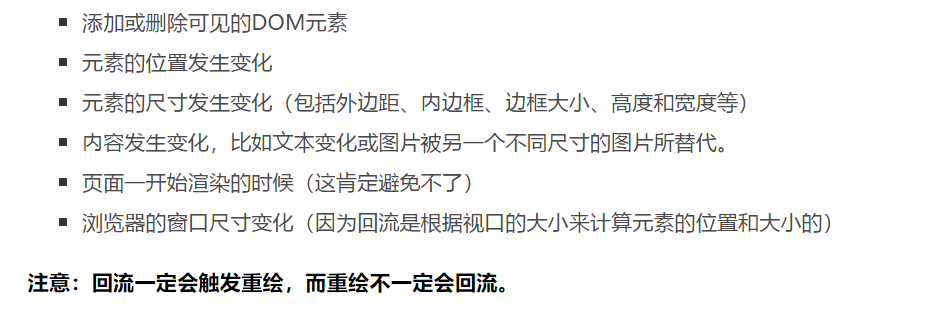 添加或删除可见的DOM元素
元素的位置发生变化
元素的尺寸发生变化（包括外边距、内边框、边框大小、高度和宽度等）
内容发生变化，比如文本变化或图片被另一个不同尺寸的图片所替代。
页面一开始渲染的时候（这肯定避免不了）
浏览器的窗口尺寸变化（因为回流是根据视口的大小来计算元素的位置和大小的）
注意：回流一定会触发重绘，而重绘不一定会回流。